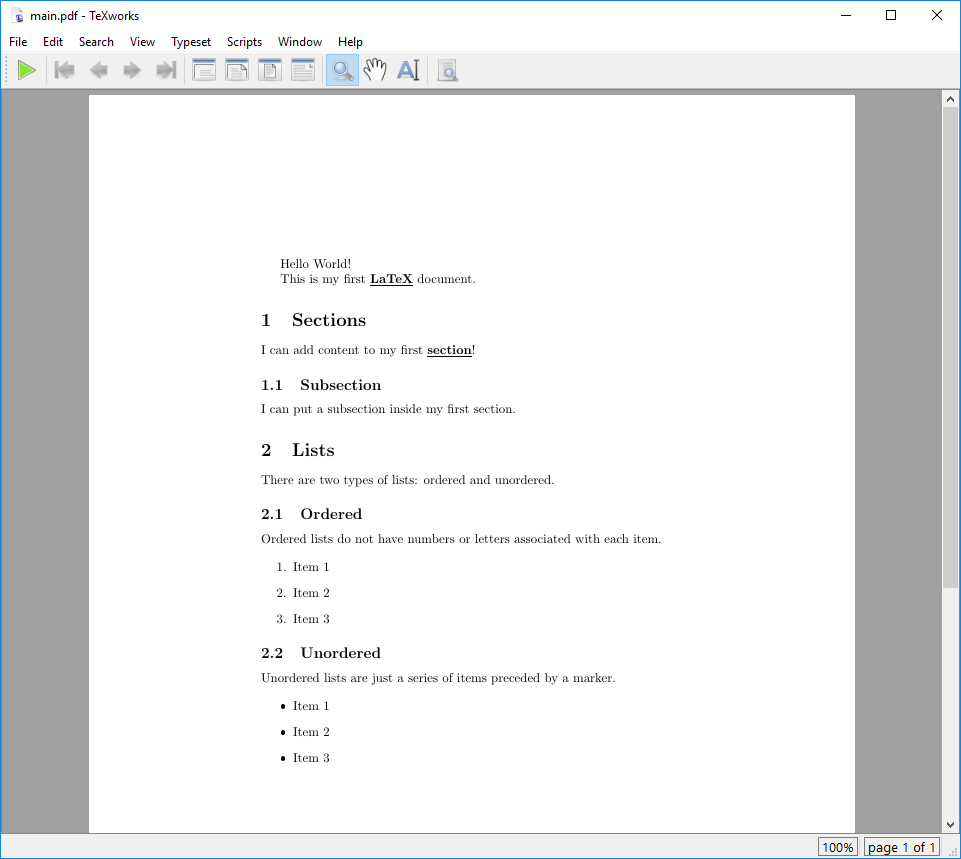 main.pdf - TeXworks
File Edit Search View Typeset Scripts Window Help
Hello World!
This is my first LaTeX document.
1 Sections
I can add content to my first section!
1.1 Subsection
I can put a subsection inside my first section.
2 Lists
There are two types of lists: ordered and unordered.
2.1 Ordered
Ordered lists do not have numbers or letters associated with each item.
1. Item 1
2. Item 2
3. Item 3
2.2 Unordered
Unordered lists are just a series of items preceded by a marker.
• Item 1
• Item 2
• Item 3
100% page 1 of 1